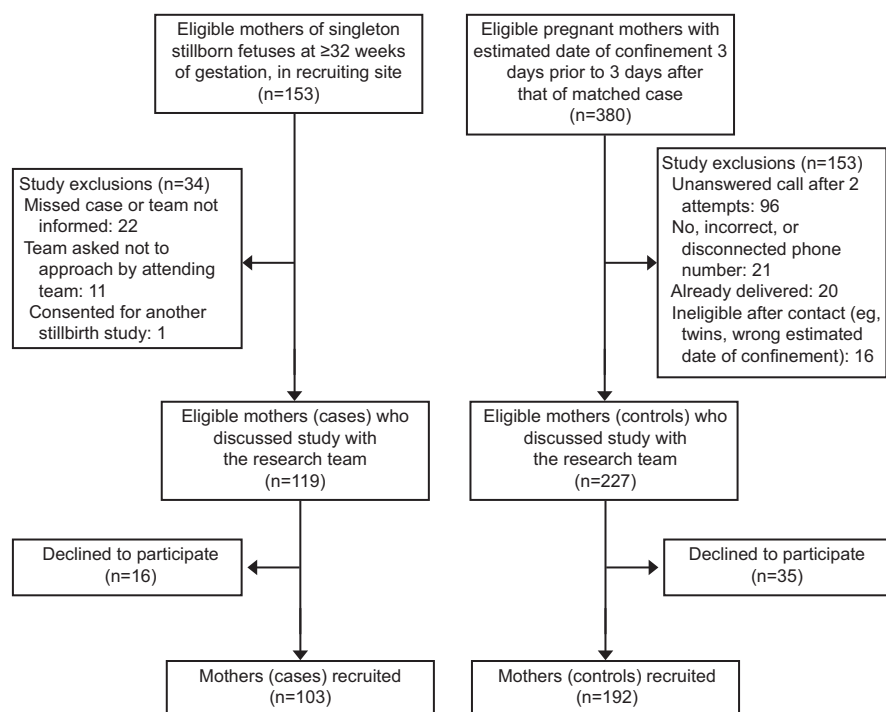 Eligible mothers of singleton
stillborn fetuses at ≥32 weeks
of gestation, in recruiting site
(n=153)
Eligible pregnant mothers with
estimated date of confinement 3
days prior to 3 days after
that of matched case
(n=380)
Study exclusions (n=34)
Missed case or team not
informed: 22
Team asked not to
approach by attending
team: 11
Consented for another
stillbirth study: 1
Study exclusions (n=153)
Unanswered call after 2
attempts: 96
No, incorrect, or
disconnected phone
number: 21
Already delivered: 20
Ineligible after contact (eg,
twins, wrong estimated
date of confinement): 16
Eligible mothers (cases) who
discussed study with
the research team
(n=119)
Eligible mothers (controls) who
discussed study with
the research team
(n=227)
Declined to participate
(n=16)
Declined to participate
(n=35)
Mothers (cases) recruited
(n=103)
Mothers (controls) recruited
(n=192)